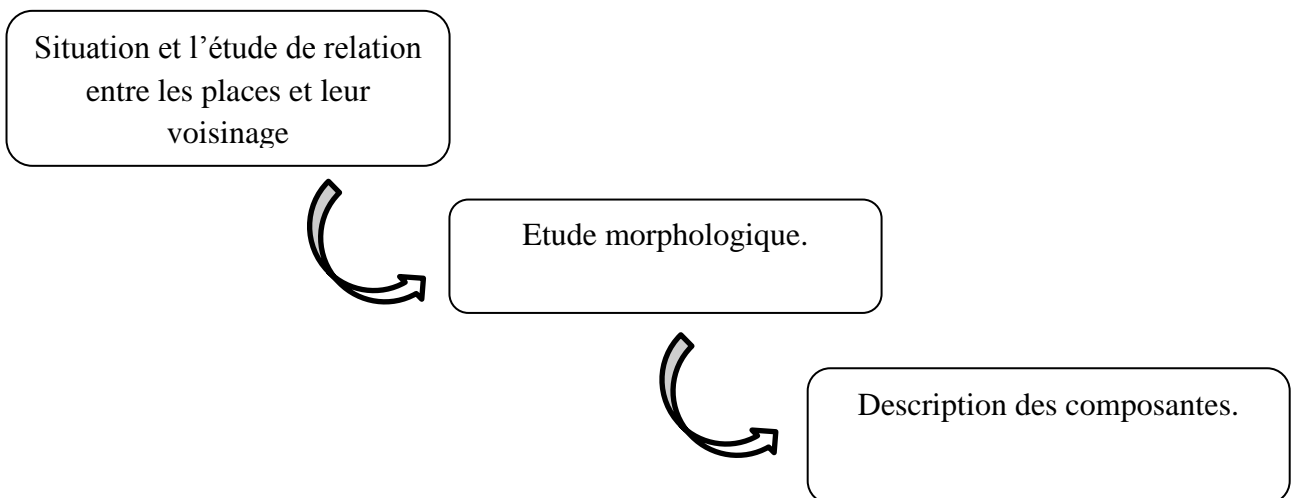 Situation et l’étude de relation
entre les places et leur
voisinage
Etude morphologique.
Description des composantes.